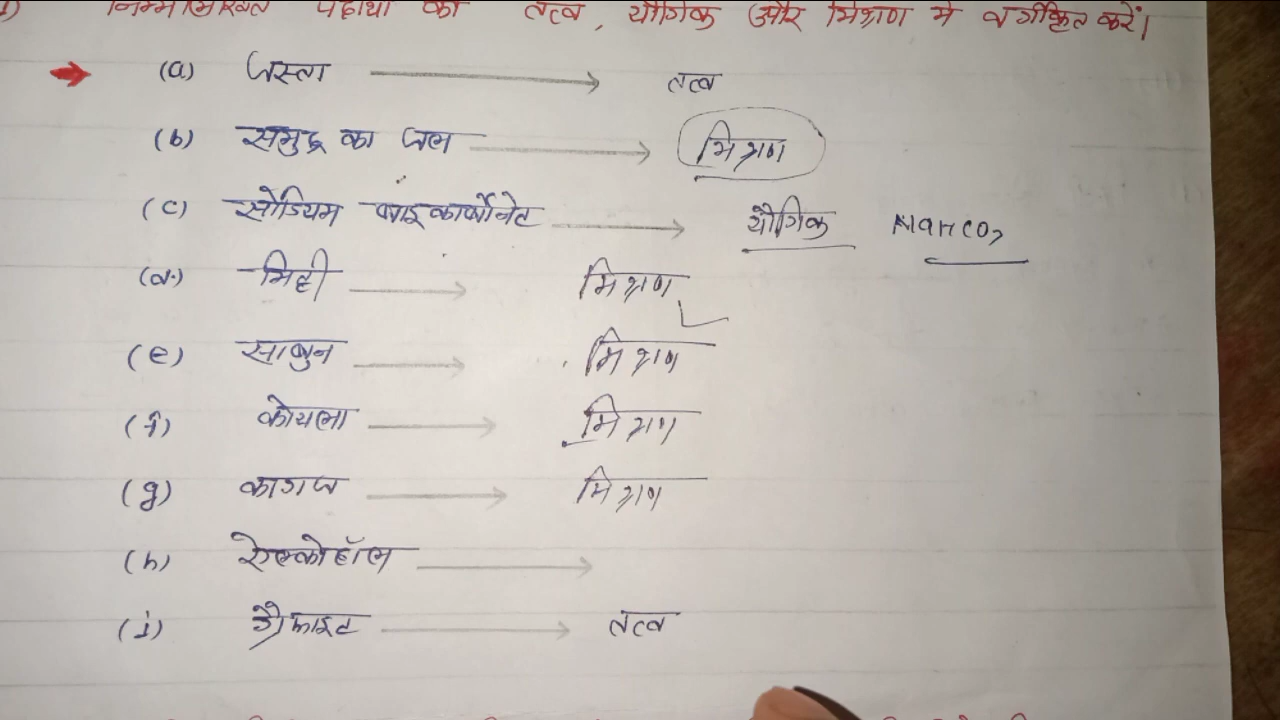 निम्नलिखित पदार्थों को तत्व, यौगिक और मिश्रण में वर्गीकृत करें।
(a) जस्ता → तत्व
(b) समुद्र का जल → मिश्रण
(c) सोडियम बाइकार्बोनेट → यौगिक NaHCO3
(d) मिट्टी → मिश्रण
(e) साबुन → मिश्रण
(f) कोयला → मिश्रण
(g) कागज → मिश्रण
(h) ऐल्कोहॉल →
(i) ग्रेफाइट → तत्व